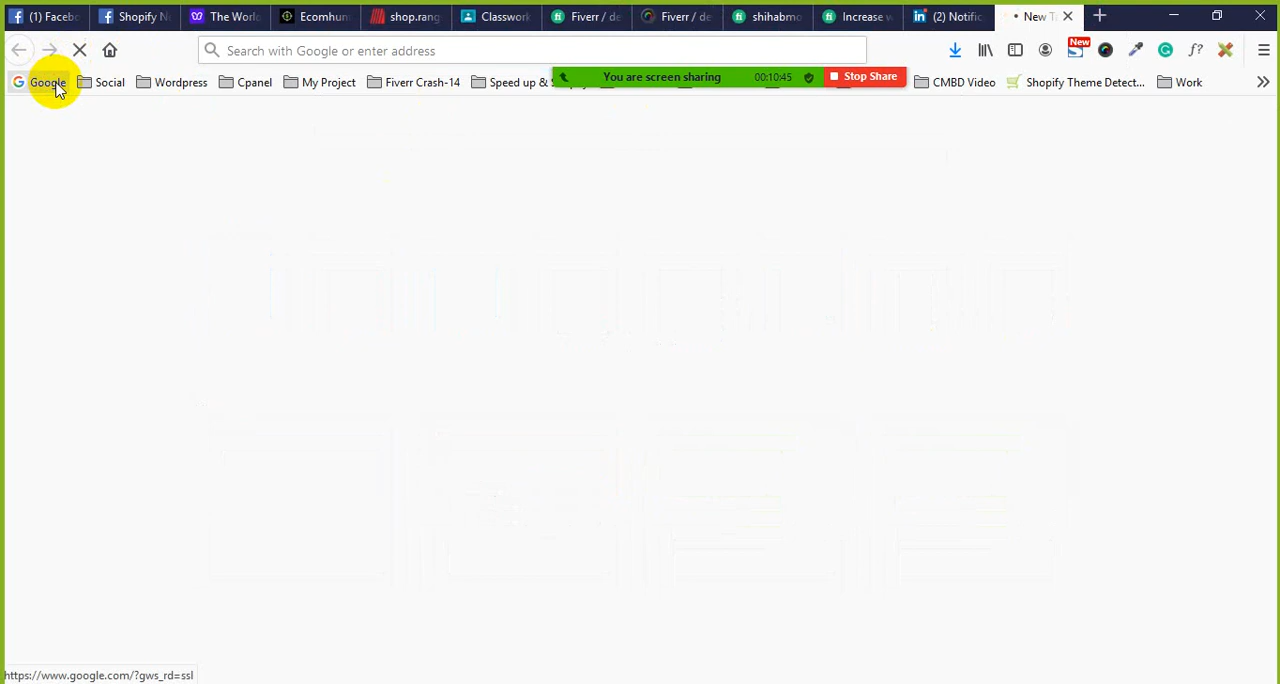 (1) Faceb
Shopify N
The World
Ecomhun
shop.rang
Classwork
Fiverr / de
Fiverr / de
shihabmo
Increase v
(2) Notific
New T
Search with Google or enter address
New
f?
Google
Social
Wordpress
Cpanel
My Project
Fiverr Crash-14
Speed up & S
You are screen sharing
00:10:45
Stop Share
CMBD Video
Shopify Theme Detect...
Work
https://www.google.com/?gws_rd=ssl